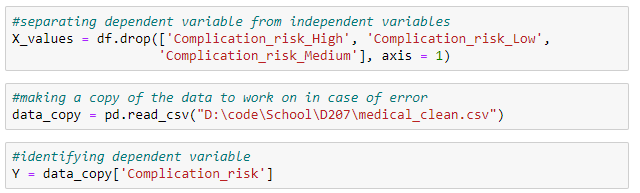 #separating dependent variable from independent variables
X_values = df.drop(['Complication_risk_High', 'Complication_risk_Low',
'Complication_risk_Medium'], axis = 1)
#making a copy of the data to work on in case of error
data_copy = pd.read_csv("D:\code\School\D207\medical_clean.csv")
#identifying dependent variable
Y = data_copy['Complication_risk']